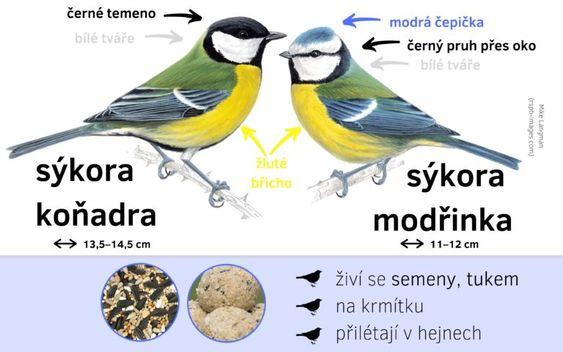 černé temeno
bílé tváře
modrá čepička
černý pruh přes oko
bílé tváře
Mike Langman
(rspb-images.com)
žluté
břicho
sýkora
koňadra
13,5–14,5 cm
sýkora
modřinka
11–12 cm
živí se semeny, tukem
na krmítku
přilétají v hejnech